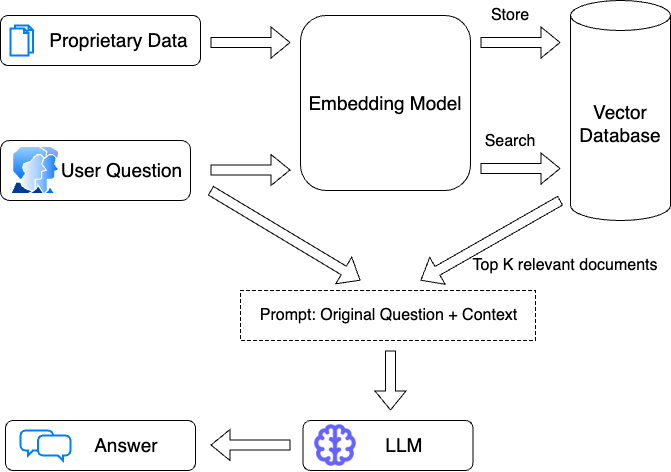 Proprietary Data
Store
Embedding Model
Vector
Database
User Question
Search
Top K relevant documents
Prompt: Original Question + Context
Answer
LLM